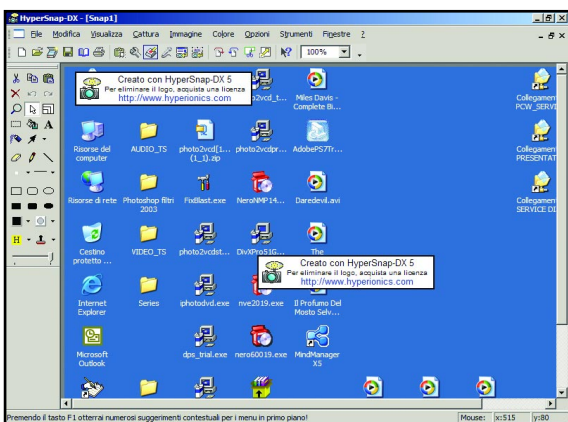 HyperSnap-DX - [Snap1]
File Modifica Visualizza Cattura Immagine Colore Opzioni Strumenti Finestre ?
100%
Creato con HyperSnap-DX 5
Per eliminare il logo, acquista una licenza
http://www.hyperionics.com
Miles Davis -
Complete Bi...
Collegamen
PCW_SERVI
Risorse del
computer
AUDIO_TS
photo2vcd[1...
(1_1).zip
photo2vcdpr...
AdobePS7Tr...
Collegamen
PRESENTAT
Risorse di rete
Photoshop filtri
2003
FixBlast.exe
NeroNMP14...
Daredevil.avi
Collegamen
SERVICE DI
Cestino
protetto ...
VIDEO_TS
photo2vcdst...
DivXPro51G...
The
Creato con HyperSnap-DX 5
Per eliminare il logo, acquista una licenza
http://www.hyperionics.com
Internet
Explorer
Series
iphotodvd.exe
nve2019.exe
Il Profumo Del
Mosto Selv...
Microsoft
Outlook
dps_trial.exe
nero60019.exe
MindManager
X5
Premendo il tasto F1 otterrai numerosi suggerimenti contestuali per i menu in primo piano!
Mouse: x:515 y:80